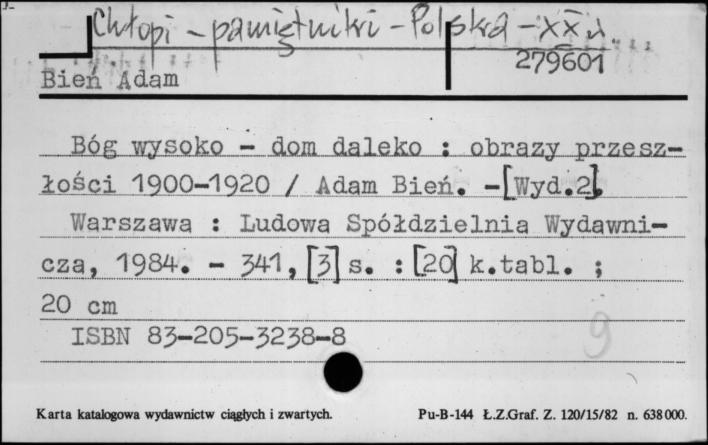 Chłopi - pamiętniki - Polska - XX w.
279601
Bień Adam
Bóg wysoko - dom daleko : obrazy przesz-
łości 1900-1920 / Adam Bień. -[Wyd.2].
Warszawa : Ludowa Spółdzielnia Wydawni-
cza, 1984. - 341, [3] s. : [20] k.tabl. ;
20 cm
ISBN 83-205-3238-8
9
Karta katalogowa wydawnictw ciągłych i zwartych.
Pu-B-144 Ł.Z.Graf. Z. 120/15/82 n. 638000.